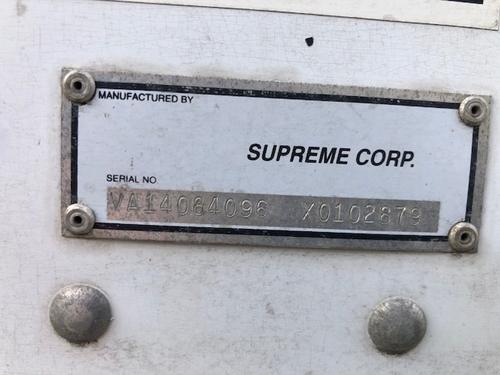 MANUFACTURED BY
SUPREME CORP.
SERIAL NO.
VA14064096 X0102879